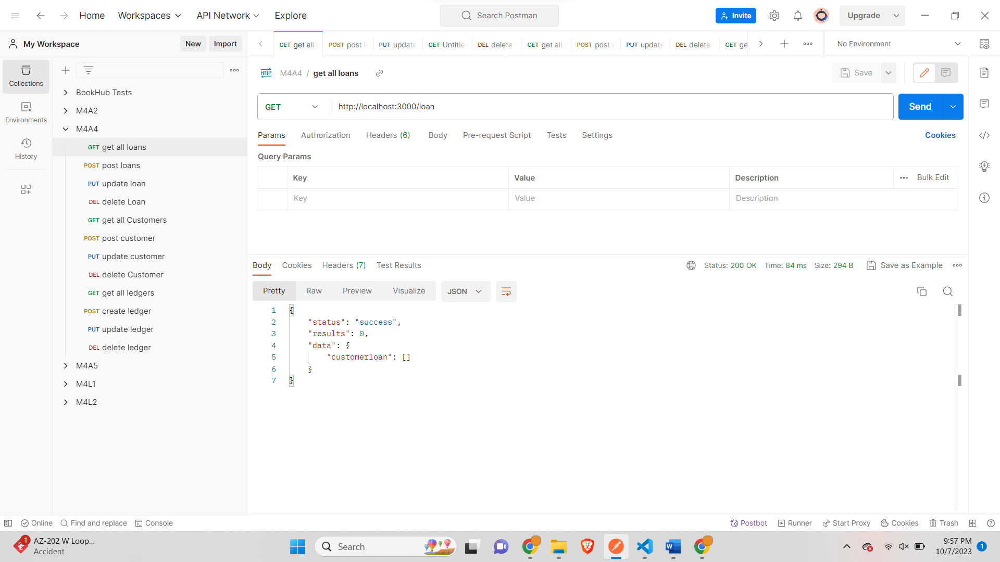 Home Workspaces API Network Explore Search Postman Invite Upgrade
My Workspace New Import
GET get all POST post PUT update GET Untitle DEL delete GET get all POST post PUT update DEL delete GET ge No Environment
Collections
Environments
History
BookHub Tests
M4A2
M4A4
GET get all loans
POST post loans
PUT update loan
DEL delete Loan
GET get all Customers
POST post customer
PUT update customer
DEL delete Customer
GET get all ledgers
POST create ledger
PUT update ledger
DEL delete ledger
M4A5
M4L1
M4L2
HTTP M4A4 / get all loans Save
GET http://localhost:3000/loan Send
Params Authorization Headers (6) Body Pre-request Script Tests Settings Cookies
Query Params
Key Value Description Bulk Edit
Key Value Description
Body Cookies Headers (7) Test Results Status: 200 OK Time: 84 ms Size: 294 B Save as Example
Pretty Raw Preview Visualize JSON
1 {
2 "status": "success",
3 "results": 0,
4 "data": {
5 "customerloan": []
6 }
7 }
Online Find and replace Console Postbot Runner Start Proxy Cookies Trash
1 AZ-202 W Loop...
Accident
Search
9:57 PM
10/7/2023
1